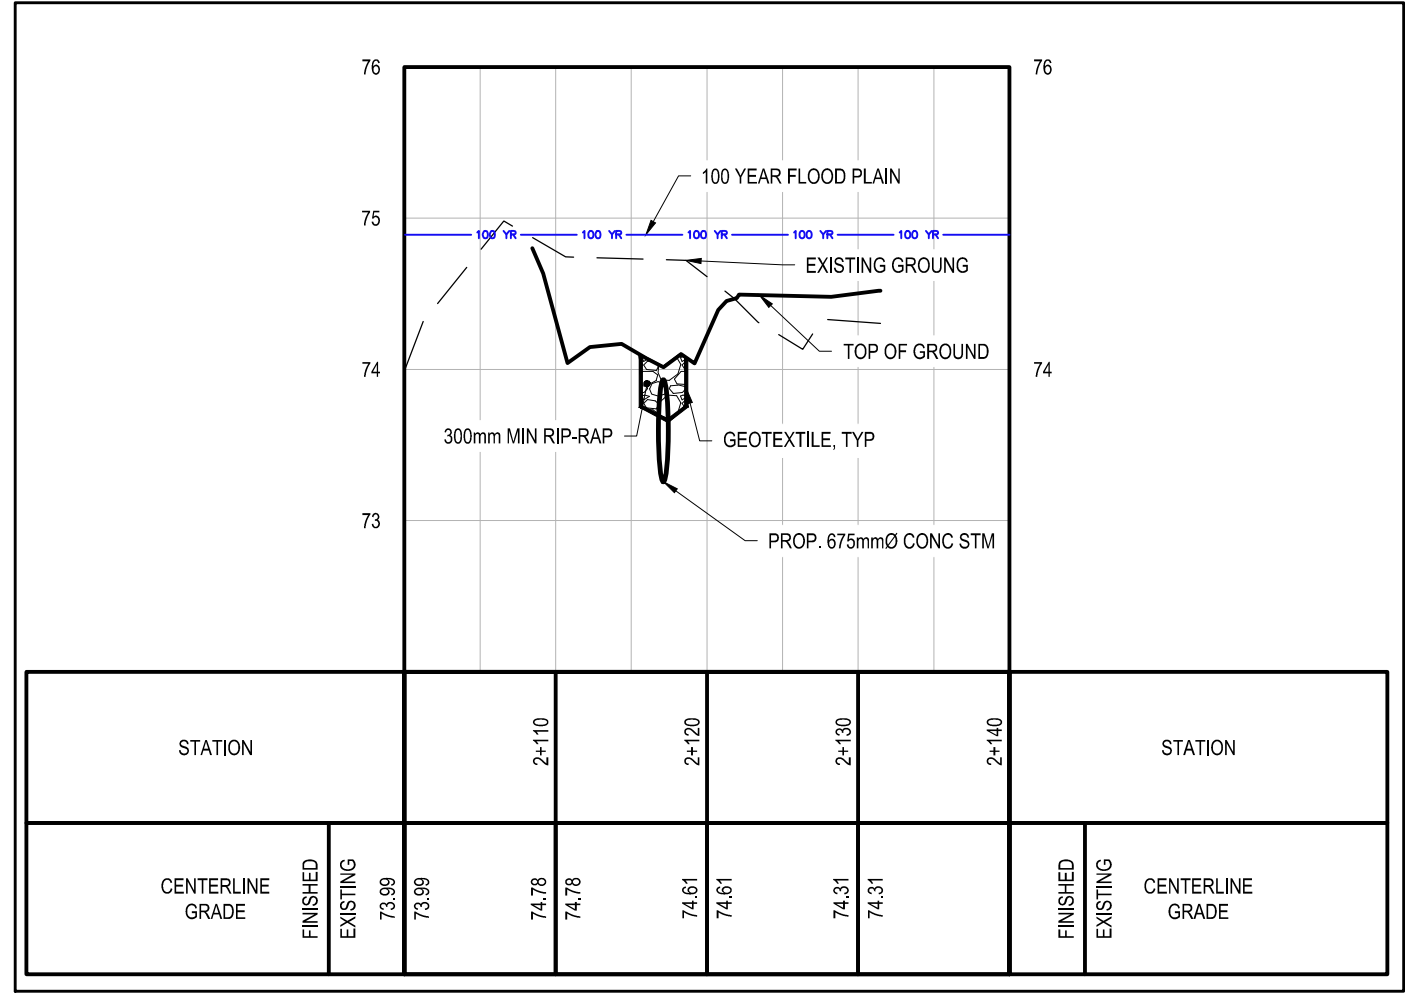 76
76
100 YEAR FLOOD PLAIN
75
100 YR 100 YR 100 YR 100 YR 100 YR
EXISTING GROUNG
TOP OF GROUND
74
74
300mm MIN RIP-RAP
GEOTEXTILE, TYP
73
PROP. 675mmØ CONC STM
STATION
2+110
2+120
2+130
2+140
STATION
CENTERLINE
GRADE
FINISHED
EXISTING
73.99
73.99
74.78
74.78
74.61
74.61
74.31
74.31
FINISHED
EXISTING
CENTERLINE
GRADE